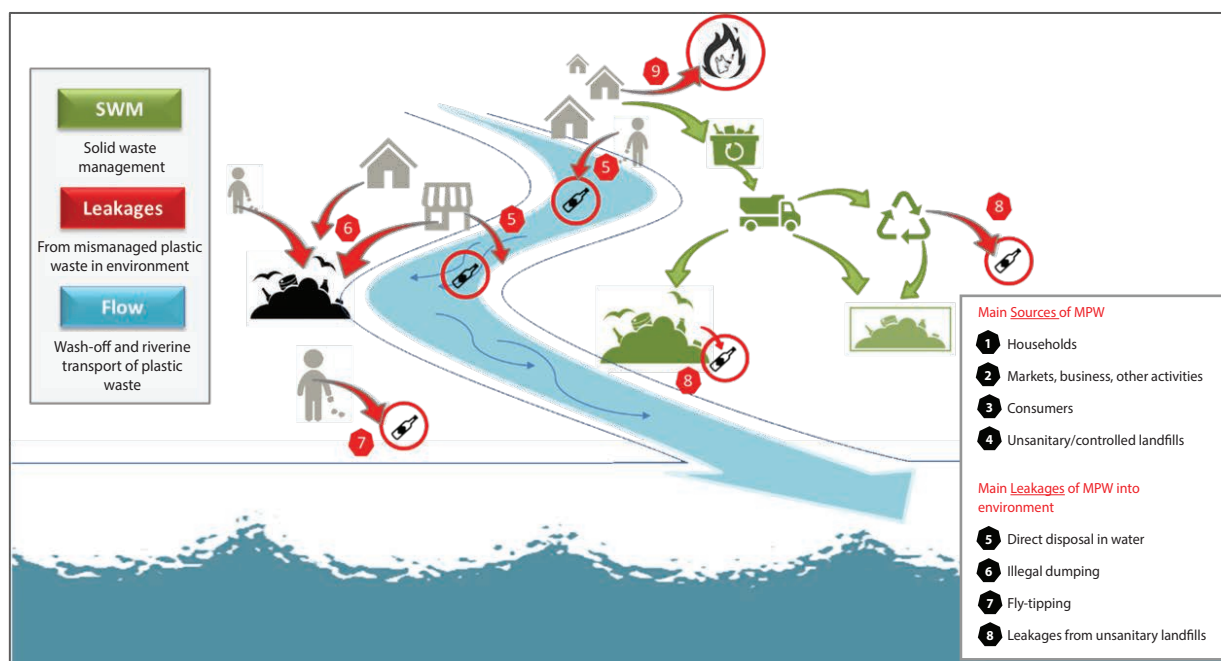 SWM
Solid waste
management
Leakages
From mismanaged plastic
waste in environment
Flow
Wash-off and riverine
transport of plastic
waste
9
5
6
5
8
8
7
Main Sources of MPW
1 Households
2 Markets, business, other activities
3 Consumers
4 Unsanitary/controlled landfills
Main Leakages of MPW into
environment
5 Direct disposal in water
6 Illegal dumping
7 Fly-tipping
8 Leakages from unsanitary landfills